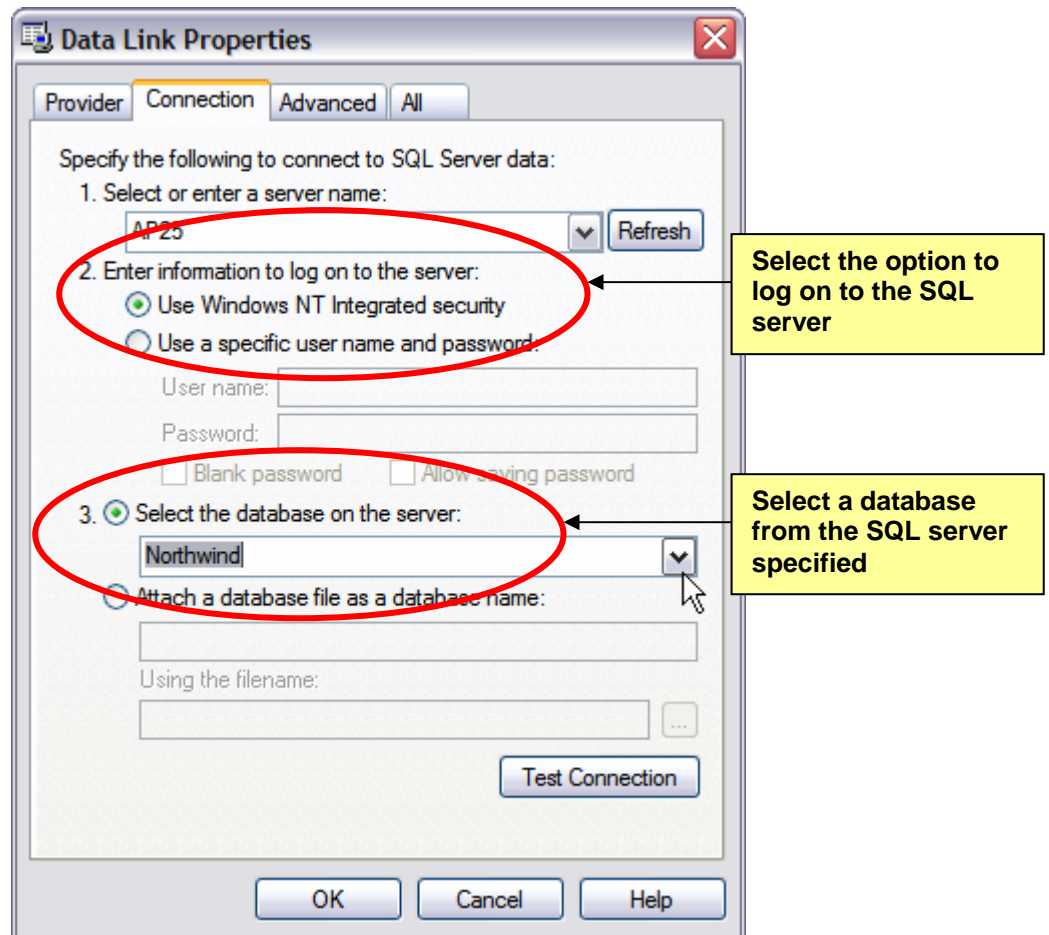 Data Link Properties
Provider Connection Advanced All
Specify the following to connect to SQL Server data:
1. Select or enter a server name:
AP25 Refresh
2. Enter information to log on to the server:
Use Windows NT Integrated security
Use a specific user name and password:
User name:
Password:
Blank password Allow saving password
3. Select the database on the server:
Northwind
Attach a database file as a database name:
Using the filename:
...
Test Connection
OK Cancel Help
Select the option to
log on to the SQL
server
Select a database
from the SQL server
specified